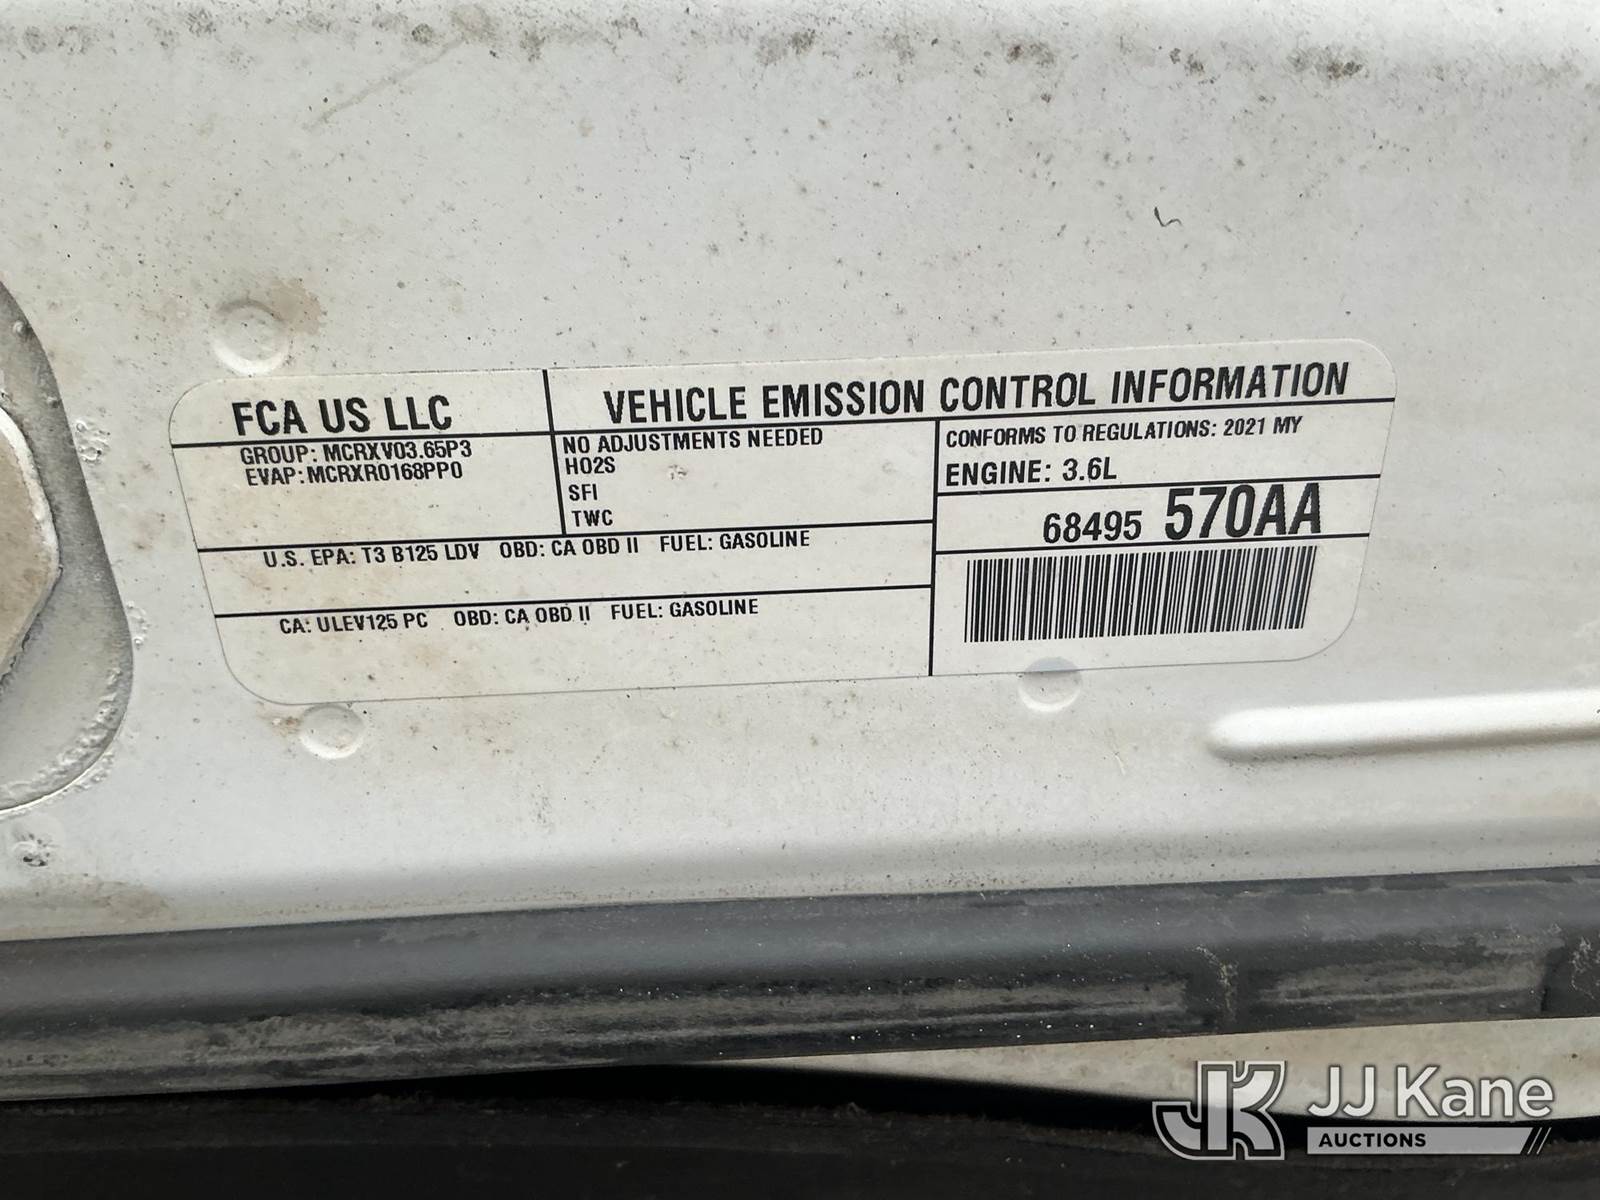 FCA US LLC
VEHICLE EMISSION CONTROL INFORMATION
GROUP: MCRXV03.65P3
EVAP: MCRXR0168PP0
NO ADJUSTMENTS NEEDED
HO2S
SFI
TWC
CONFORMS TO REGULATIONS: 2021 MY
ENGINE: 3.6L
68495 570AA
U.S. EPA: T3 B125 LDV OBD: CA OBD II FUEL: GASOLINE
CA: ULEV125 PC OBD: CA OBD II FUEL: GASOLINE
JK JJ Kane
AUCTIONS